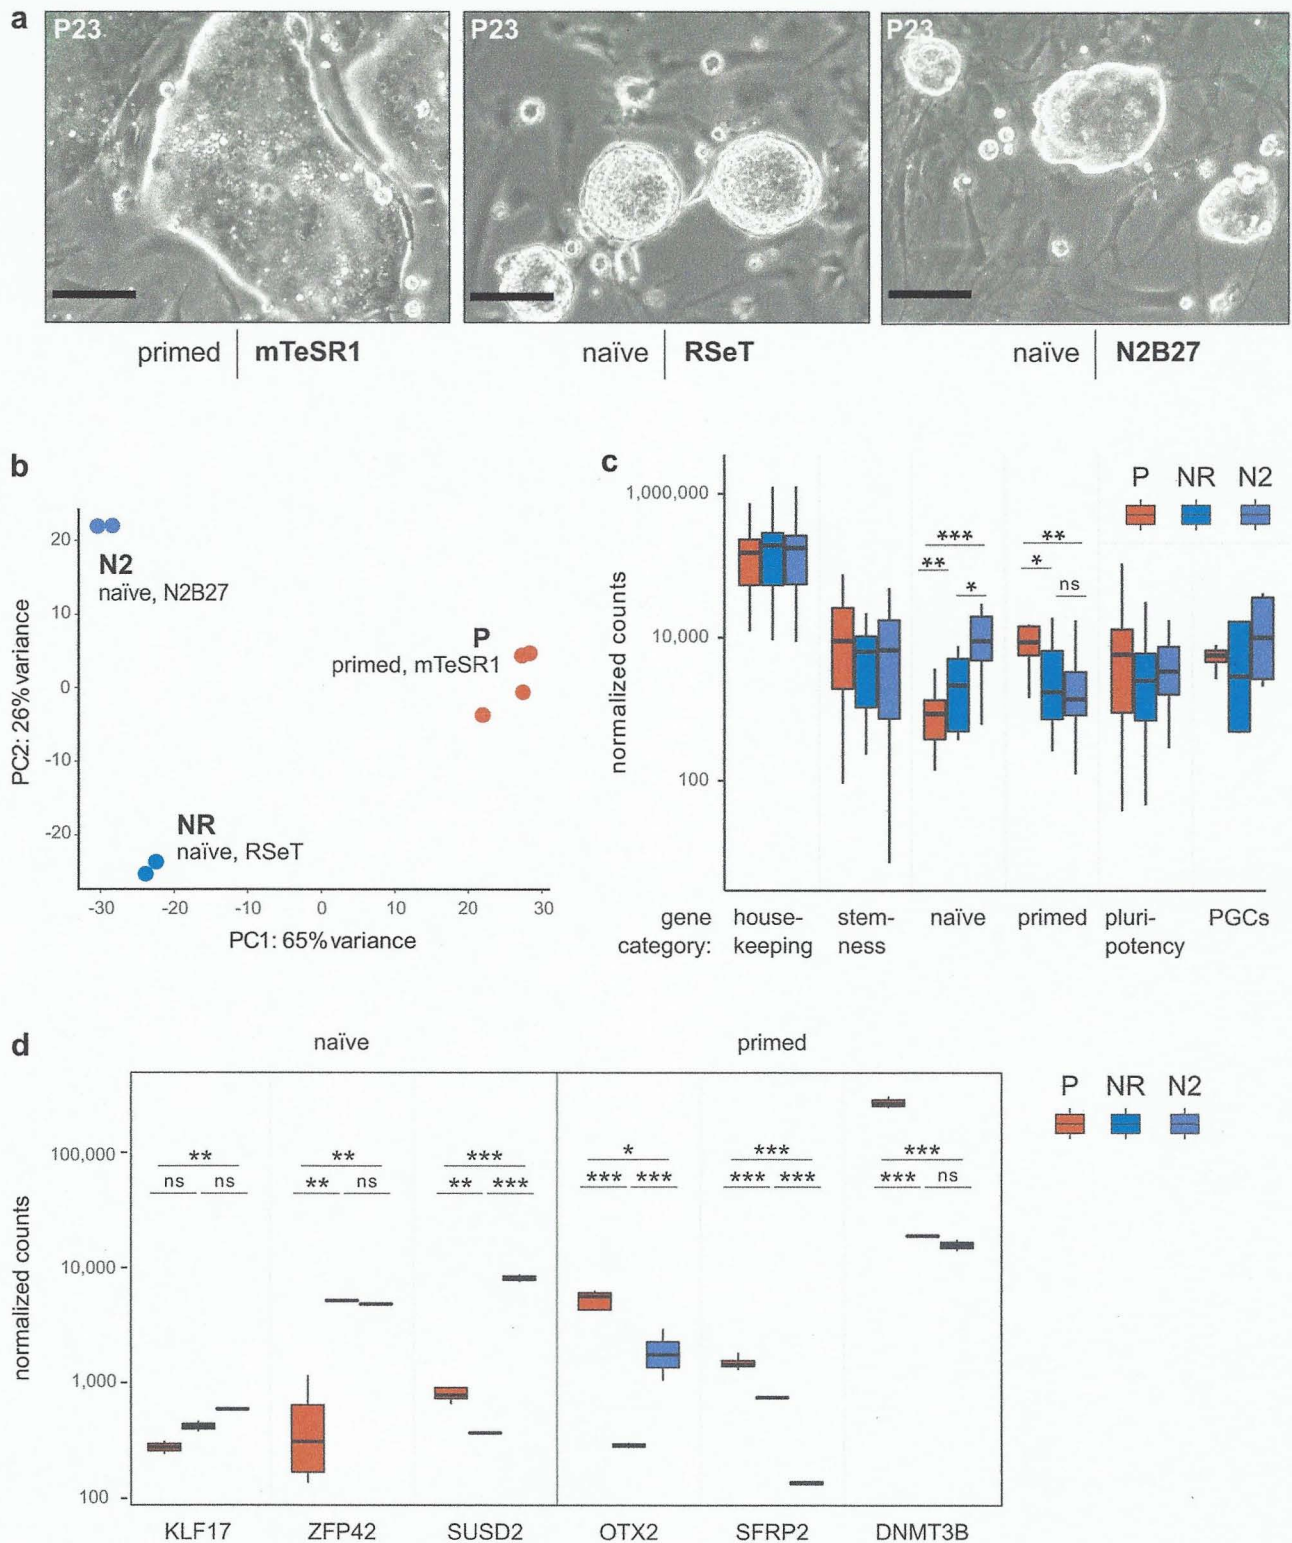 a
P23
P23
P23
primed | mTeSR1
naïve | RSeT
naïve | N2B27
b
20
10
0
-10
-20
PC2: 26% variance
N2
naïve, N2B27
P
primed, mTeSR1
NR
naïve, RSeT
-30 -20 -10 0 10 20 30
PC1: 65% variance
c
P NR N2
1,000,000
10,000
100
normalized counts
***
**
*
**
*
ns
gene category:
house-keeping
stem-ness
naïve
primed
pluri-potency
PGCs
d
naïve
primed
P NR N2
100,000
10,000
1,000
100
normalized counts
** ** *** * *** ***
ns ns ** ns ** *** *** *** *** *** *** ns
KLF17 ZFP42 SUSD2 OTX2 SFRP2 DNMT3B